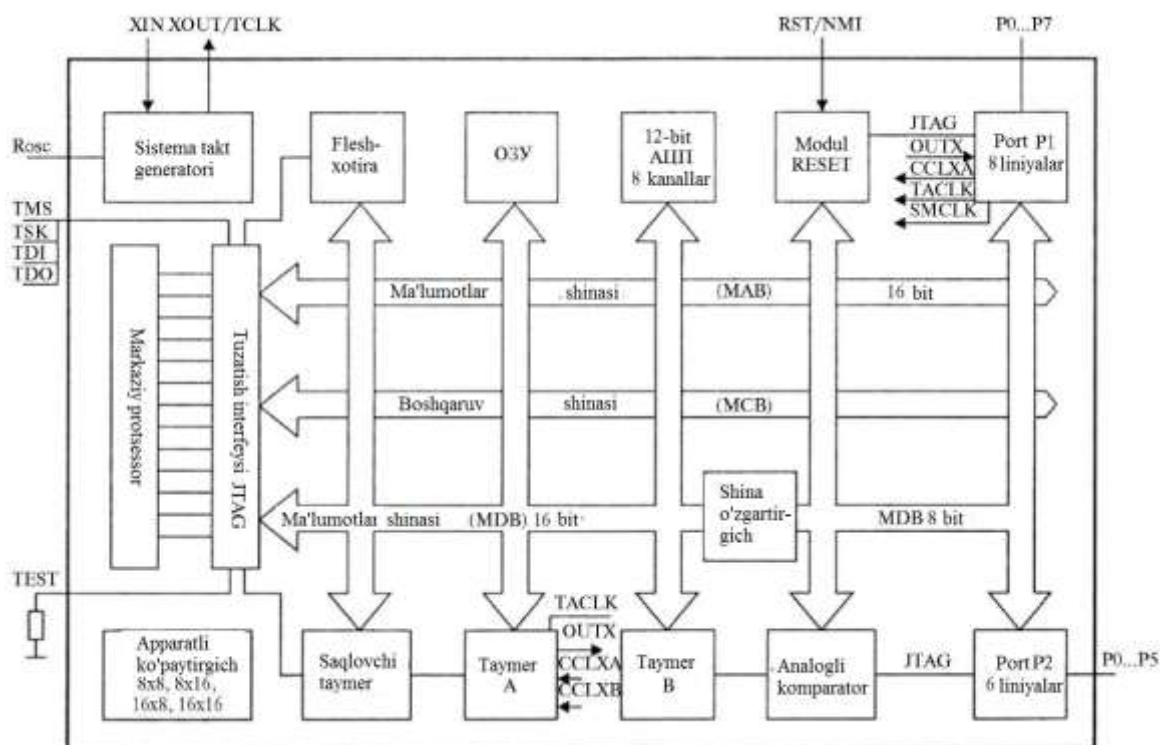 XIN XOUT/TCLK
RST/NMI
P0...P7
Rosc
Sistema takt
generatori
Flesh-
xotira
ОЗУ
12-bit
АЦП
8 kanallar
Modul
RESET
JTAG
OUTX
CCLXA
TACLK
SMCLK
Port P1
8 liniyalar
TMS
TSK
TDI
TDO
Markaziy protsessor
Tuzatish interfeysi JTAG
Ma'lumotlar shinasi (MAB) 16 bit
Boshqaruv shinasi (MCB)
Ma'lumotlar shinasi (MDB) 16 bit
Shina
o'zgartir-
gich
MDB 8 bit
TEST
Apparatli
ko'paytirgich
8x8, 8x16,
16x8, 16x16
Saqlovchi
taymer
Taymer
A
TACLK
OUTX
CCLXA
CCLXB
Taymer
B
Analogli
komparator
JTAG
Port P2
6 liniyalar
P0...P5